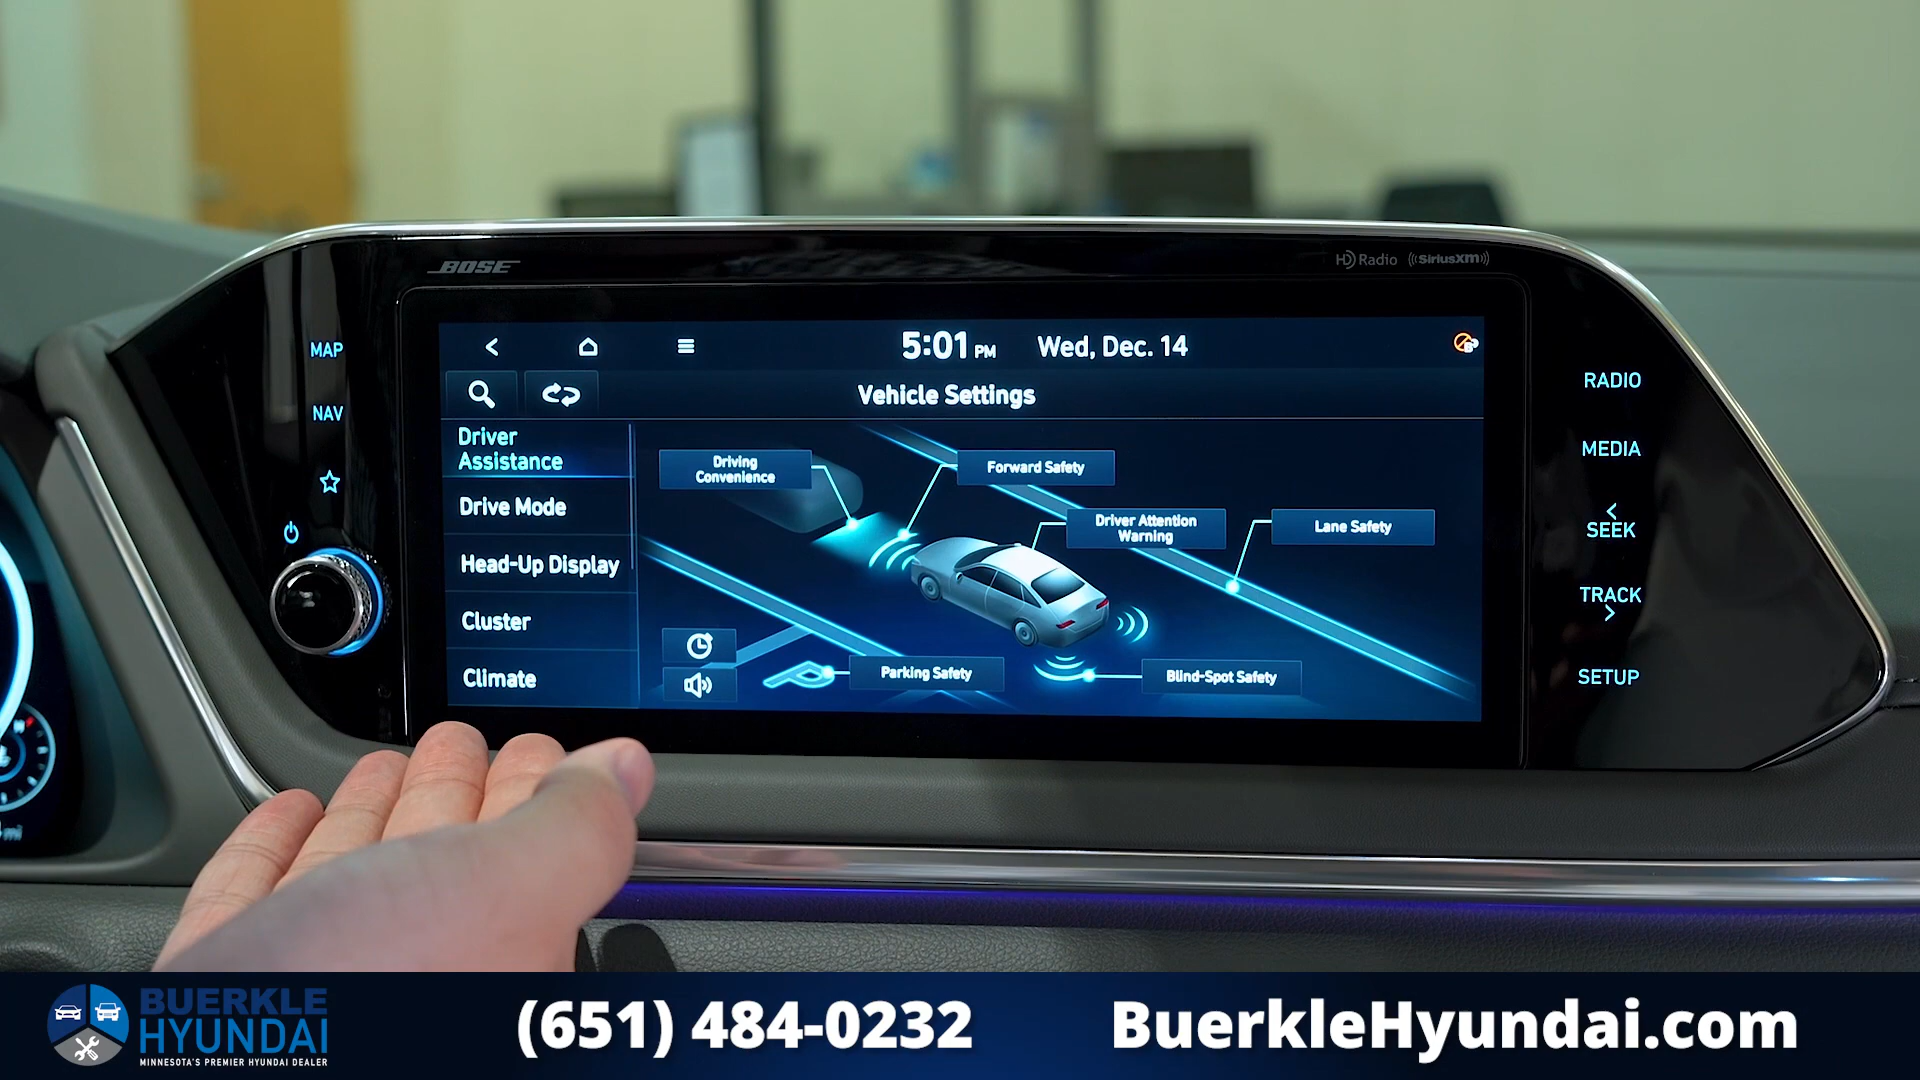 BOSE
HD Radio ((SiriusXM))
MAP
NAV
5:01 PM Wed, Dec. 14
Vehicle Settings
Driver
Assistance
Drive Mode
Head-Up Display
Cluster
Climate
Driving
Convenience
Forward Safety
Driver Attention
Warning
Lane Safety
Parking Safety
Blind-Spot Safety
RADIO
MEDIA
<
SEEK
TRACK
>
SETUP
mi
BUERKLE
HYUNDAI
MINNESOTA'S PREMIER HYUNDAI DEALER
(651) 484-0232
BuerkleHyundai.com